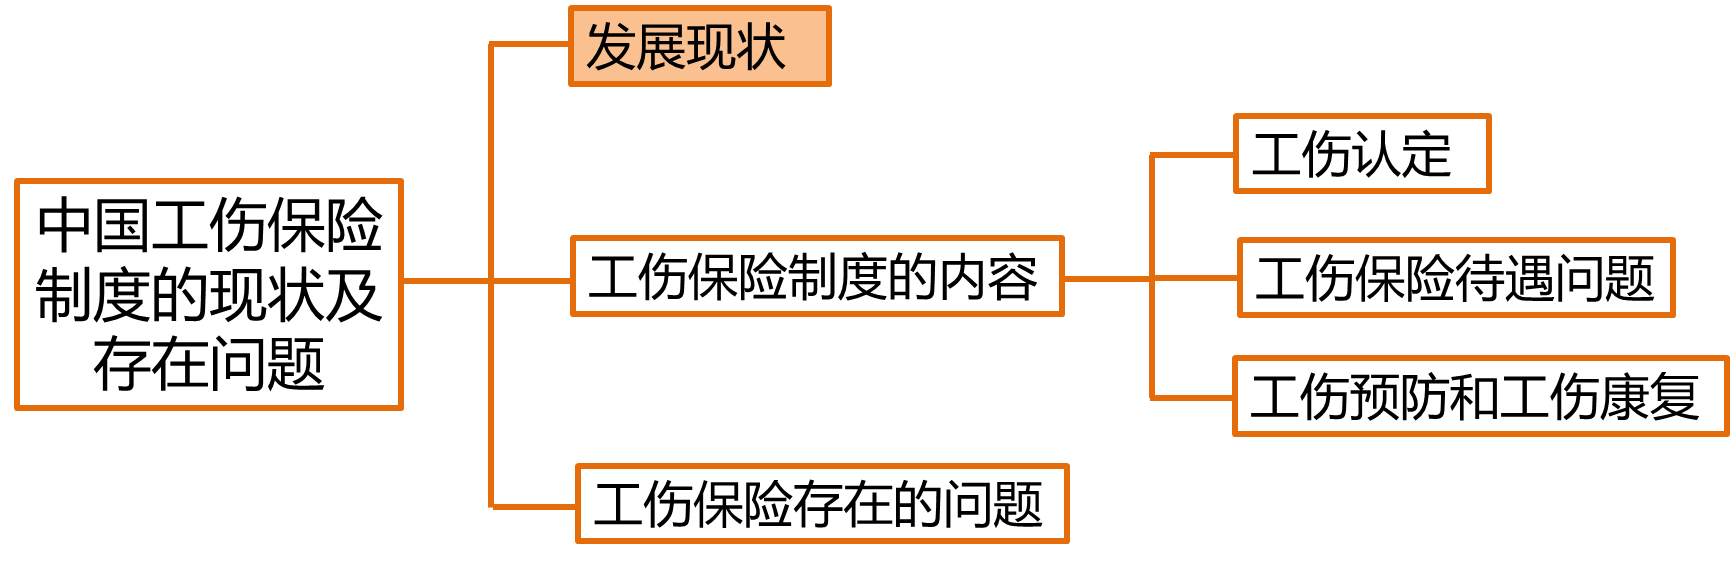 中国工伤保险
制度的现状及
存在问题
发展现状
工伤保险制度的内容
工伤保险存在的问题
工伤认定
工伤保险待遇问题
工伤预防和工伤康复